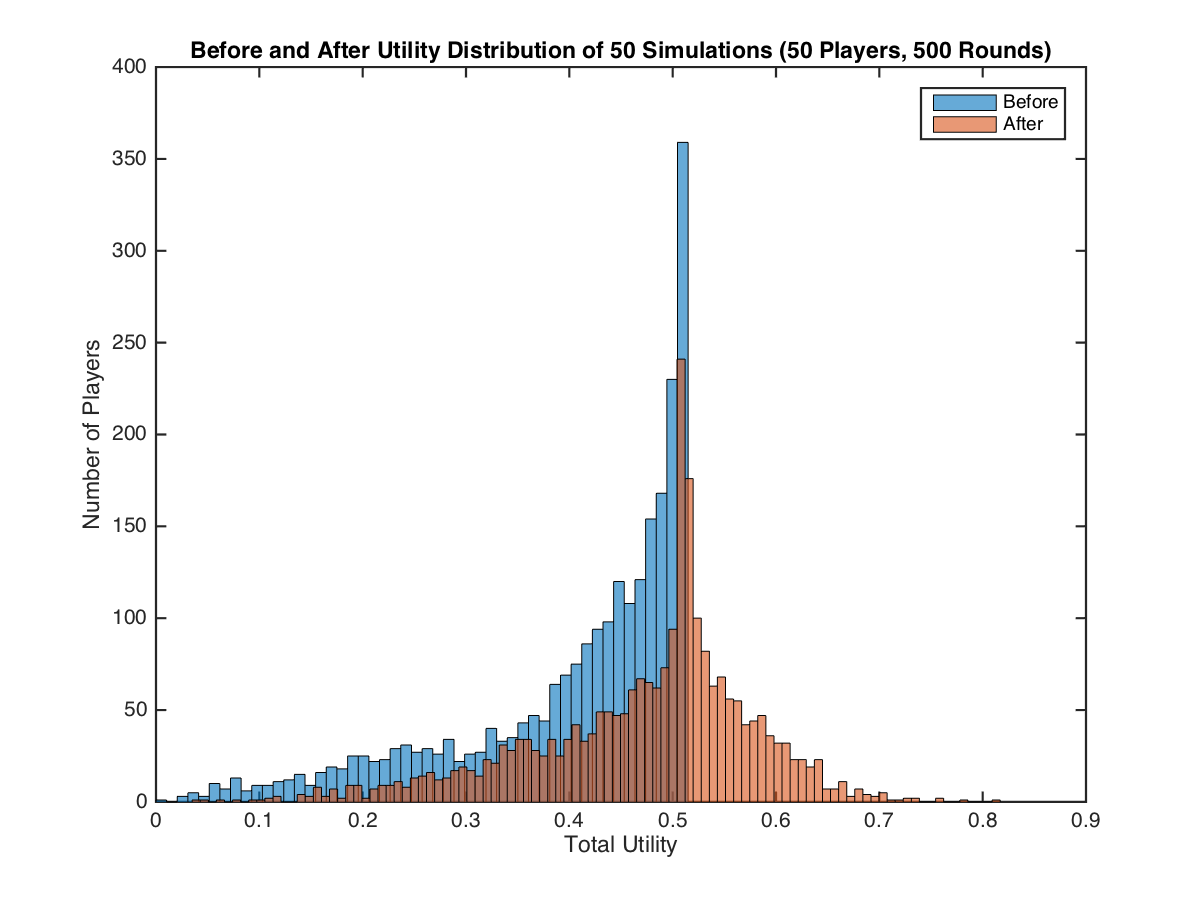 Before and After Utility Distribution of 50 Simulations (50 Players, 500 Rounds)
400
350
300
250
200
150
100
50
0
Number of Players
Before
After
0 0.1 0.2 0.3 0.4 0.5 0.6 0.7 0.8 0.9
Total Utility